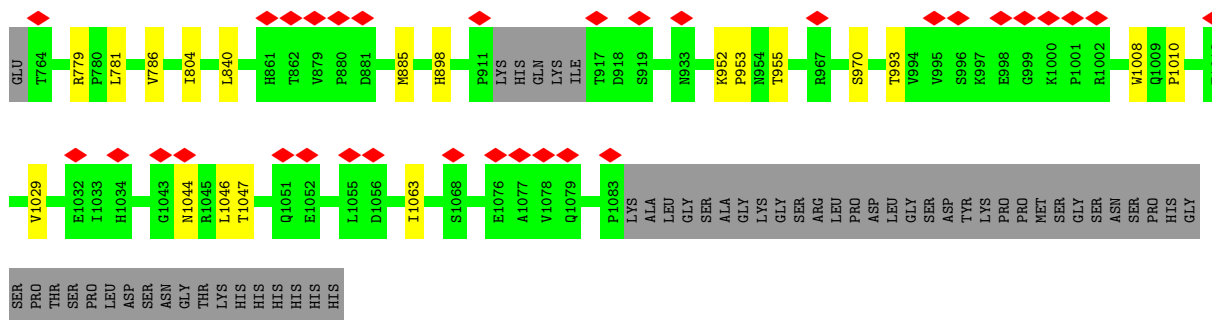 GLU T764 R779 P780 L781 V786 I804 L840 H861 T862 V879 P880 D881 M885 H898 P911 LYS HIS GLN LYS ILE T917 D918 S919 N933 K952 P953 N954 T955 R967 S970 T993 V994 V995 S996 K997 E998 G999 K1000 P1001 R1002 W1008 Q1009 P1010
V1029 E1032 I1033 H1034 G1043 N1044 R1045 L1046 T1047 Q1051 E1052 L1055 D1056 I1063 S1068 E1076 A1077 V1078 Q1079 P1083 LYS ALA LEU GLY SER ALA GLY LYS GLY SER ARG LEU PRO ASP LEU GLY SER ASP TYR LYS PRO PRO MET SER GLY SER ASN SER PRO HIS GLY
SER PRO THR SER PRO LEU ASP SER ASN GLY THR LYS HIS HIS HIS HIS HIS HIS